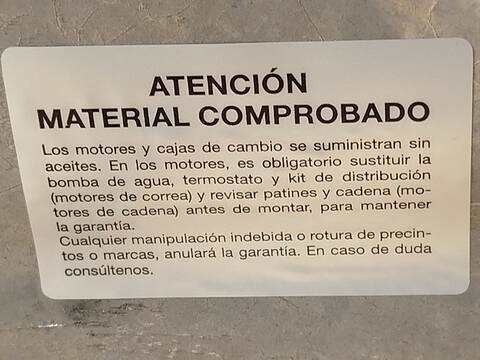 ATENCIÓN
MATERIAL COMPROBADO
Los motores y cajas de cambio se suministran sin
aceites. En los motores, es obligatorio sustituir la
bomba de agua, termostato y kit de distribución
(motores de correa) y revisar patines y cadena (mo-
tores de cadena) antes de montar, para mantener
la garantía.
Cualquier manipulación indebida o rotura de precin-
tos o marcas, anulará la garantía. En caso de duda
consúltenos.